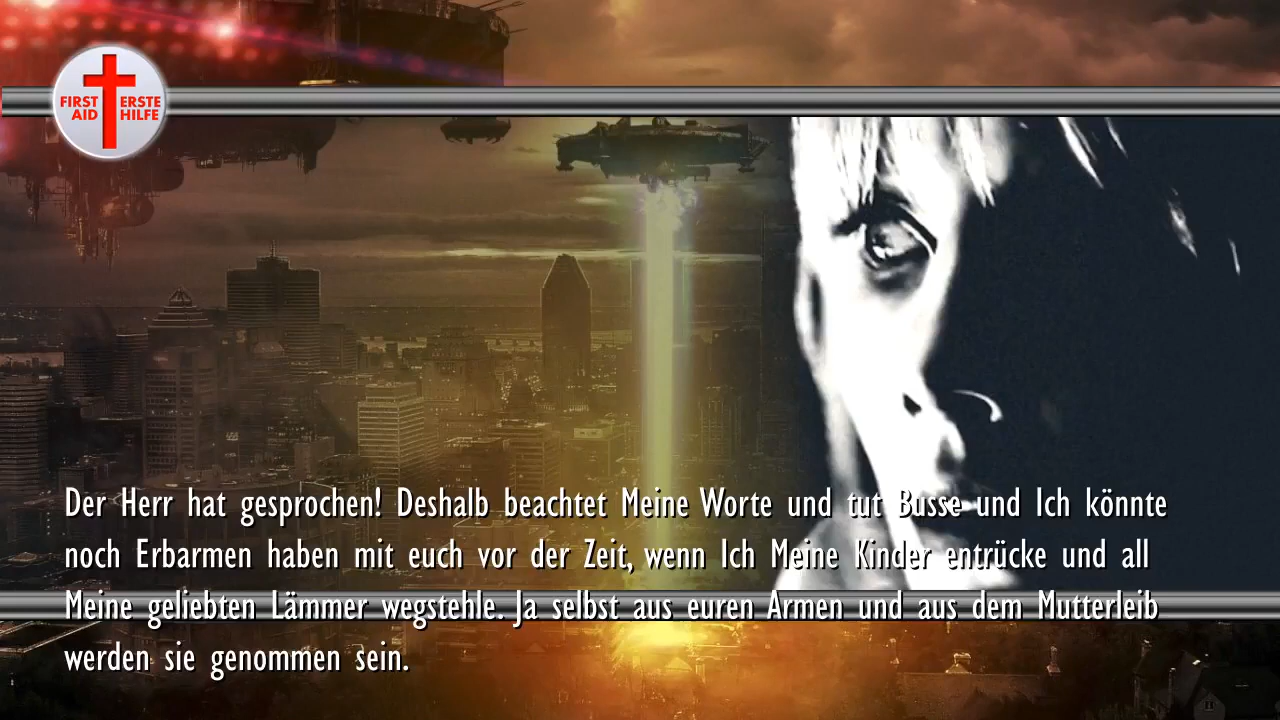 FIRST ERSTE
AID HILFE
Der Herr hat gesprochen! Deshalb beachtet Meine Worte und tut Busse und Ich könnte
noch Erbarmen haben mit euch vor der Zeit, wenn Ich Meine Kinder entrücke und all
Meine geliebten Lämmer wegstehle. Ja selbst aus euren Armen und aus dem Mutterleib
werden sie genommen sein.